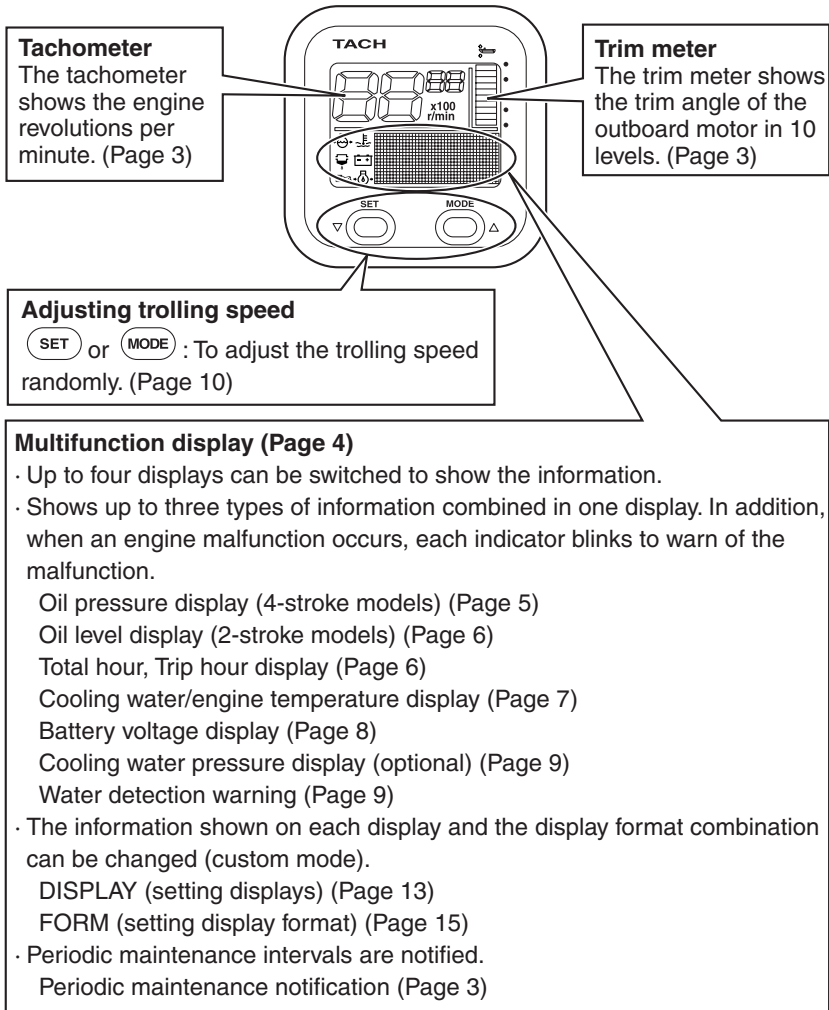 Tachometer
The tachometer
shows the engine
revolutions per
minute. (Page 3)
TACH
88
88
x100
r/min
SET
MODE
Trim meter
The trim meter shows
the trim angle of the
outboard motor in 10
levels. (Page 3)
Adjusting trolling speed
SET or MODE : To adjust the trolling speed
randomly. (Page 10)
Multifunction display (Page 4)
· Up to four displays can be switched to show the information.
· Shows up to three types of information combined in one display. In addition,
when an engine malfunction occurs, each indicator blinks to warn of the
malfunction.
Oil pressure display (4-stroke models) (Page 5)
Oil level display (2-stroke models) (Page 6)
Total hour, Trip hour display (Page 6)
Cooling water/engine temperature display (Page 7)
Battery voltage display (Page 8)
Cooling water pressure display (optional) (Page 9)
Water detection warning (Page 9)
· The information shown on each display and the display format combination
can be changed (custom mode).
DISPLAY (setting displays) (Page 13)
FORM (setting display format) (Page 15)
· Periodic maintenance intervals are notified.
Periodic maintenance notification (Page 3)